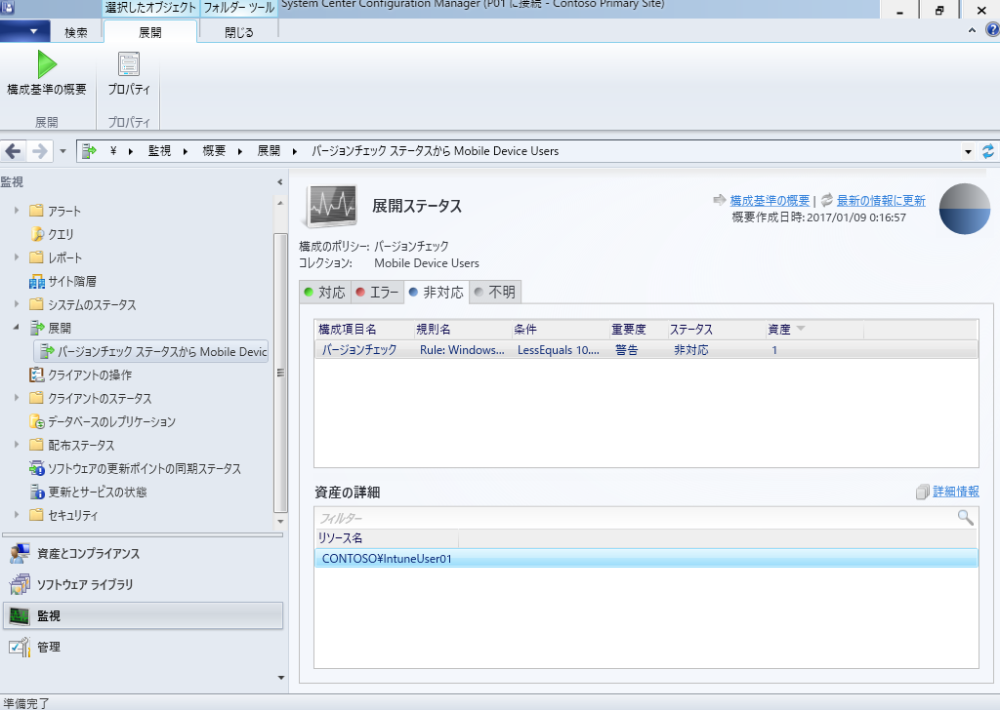 選択したオブジェクト フォルダー ツール System Center Configuration Manager (P01 に接続 - Contoso Primary Site)
検索 展開 閉じる
構成基準の概要 プロパティ
展開 プロパティ
¥ 監視 概要 展開 バージョンチェック ステータスから Mobile Device Users
監視
アラート
クエリ
レポート
サイト階層
システムのステータス
展開
バージョンチェック ステータスから Mobile Devic
クライアントの操作
クライアントのステータス
データベースのレプリケーション
配布ステータス
ソフトウェアの更新ポイントの同期ステータス
更新とサービスの状態
セキュリティ
資産とコンプライアンス
ソフトウェア ライブラリ
監視
管理
展開ステータス
構成基準の概要 | 最新の情報に更新
概要作成日時: 2017/01/09 0:16:57
構成のポリシー: バージョンチェック
コレクション: Mobile Device Users
対応 エラー 非対応 不明
構成項目名 規則名 条件 重要度 ステータス 資産
バージョンチェック Rule: Windows... LessEquals 10.... 警告 非対応 1
資産の詳細 詳細情報
フィルター
リソース名
CONTOSO¥IntuneUser01
準備完了